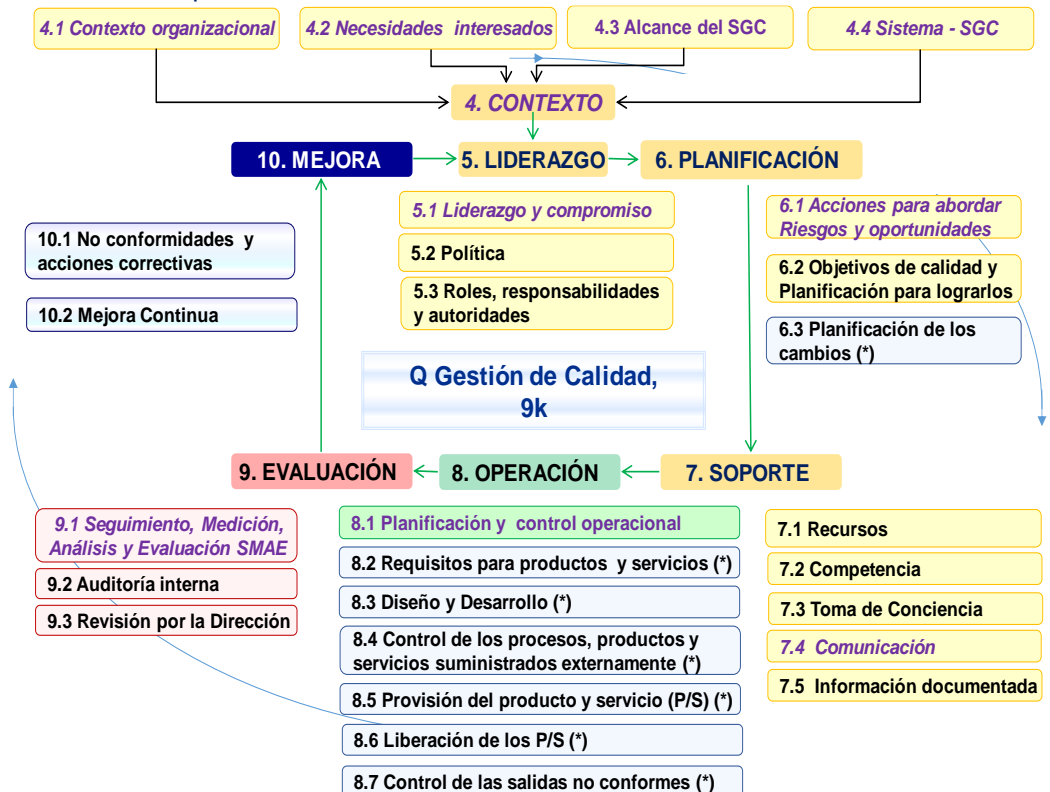 4.1 Contexto organizacional
4.2 Necesidades interesados
4.3 Alcance del SGC
4.4 Sistema - SGC
4. CONTEXTO
10. MEJORA
5. LIDERAZGO
6. PLANIFICACIÓN
5.1 Liderazgo y compromiso
5.2 Política
5.3 Roles, responsabilidades
y autoridades
6.1 Acciones para abordar
Riesgos y oportunidades
6.2 Objetivos de calidad y
Planificación para lograrlos
6.3 Planificación de los
cambios (*)
10.1 No conformidades y
acciones correctivas
10.2 Mejora Continua
Q Gestión de Calidad,
9k
9. EVALUACIÓN
8. OPERACIÓN
7. SOPORTE
9.1 Seguimiento, Medición,
Análisis y Evaluación SMAE
9.2 Auditoría interna
9.3 Revisión por la Dirección
8.1 Planificación y control operacional
8.2 Requisitos para productos y servicios (*)
8.3 Diseño y Desarrollo (*)
8.4 Control de los procesos, productos y
servicios suministrados externamente (*)
8.5 Provisión del producto y servicio (P/S) (*)
8.6 Liberación de los P/S (*)
8.7 Control de las salidas no conformes (*)
7.1 Recursos
7.2 Competencia
7.3 Toma de Conciencia
7.4 Comunicación
7.5 Información documentada